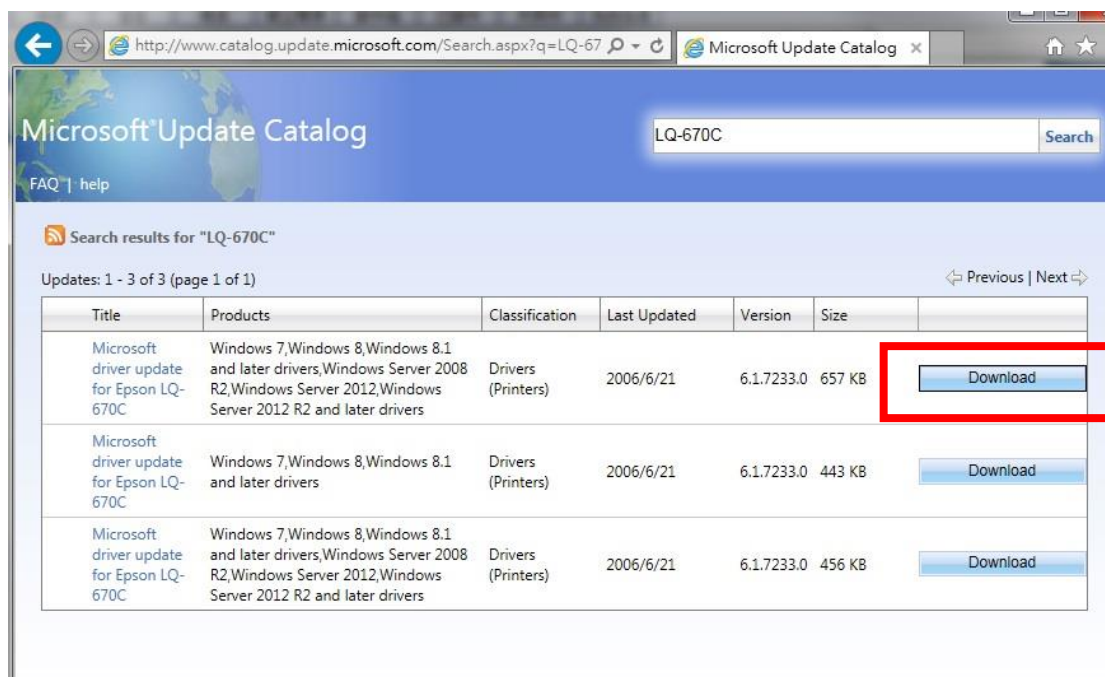 http://www.catalog.update.microsoft.com/Search.aspx?q=LQ-67
Microsoft Update Catalog
Microsoft® Update Catalog
LQ-670C
Search
FAQ | help
Search results for "LQ-670C"
Updates: 1 - 3 of 3 (page 1 of 1)
Previous | Next
Title Products Classification Last Updated Version Size
Microsoft
driver update
for Epson LQ-
670C
Windows 7,Windows 8,Windows 8.1
and later drivers,Windows Server 2008
R2,Windows Server 2012,Windows
Server 2012 R2 and later drivers
Drivers
(Printers)
2006/6/21
6.1.7233.0
657 KB
Download
Microsoft
driver update
for Epson LQ-
670C
Windows 7,Windows 8,Windows 8.1
and later drivers
Drivers
(Printers)
2006/6/21
6.1.7233.0
443 KB
Download
Microsoft
driver update
for Epson LQ-
670C
Windows 7,Windows 8,Windows 8.1
and later drivers,Windows Server 2008
R2,Windows Server 2012,Windows
Server 2012 R2 and later drivers
Drivers
(Printers)
2006/6/21
6.1.7233.0
456 KB
Download